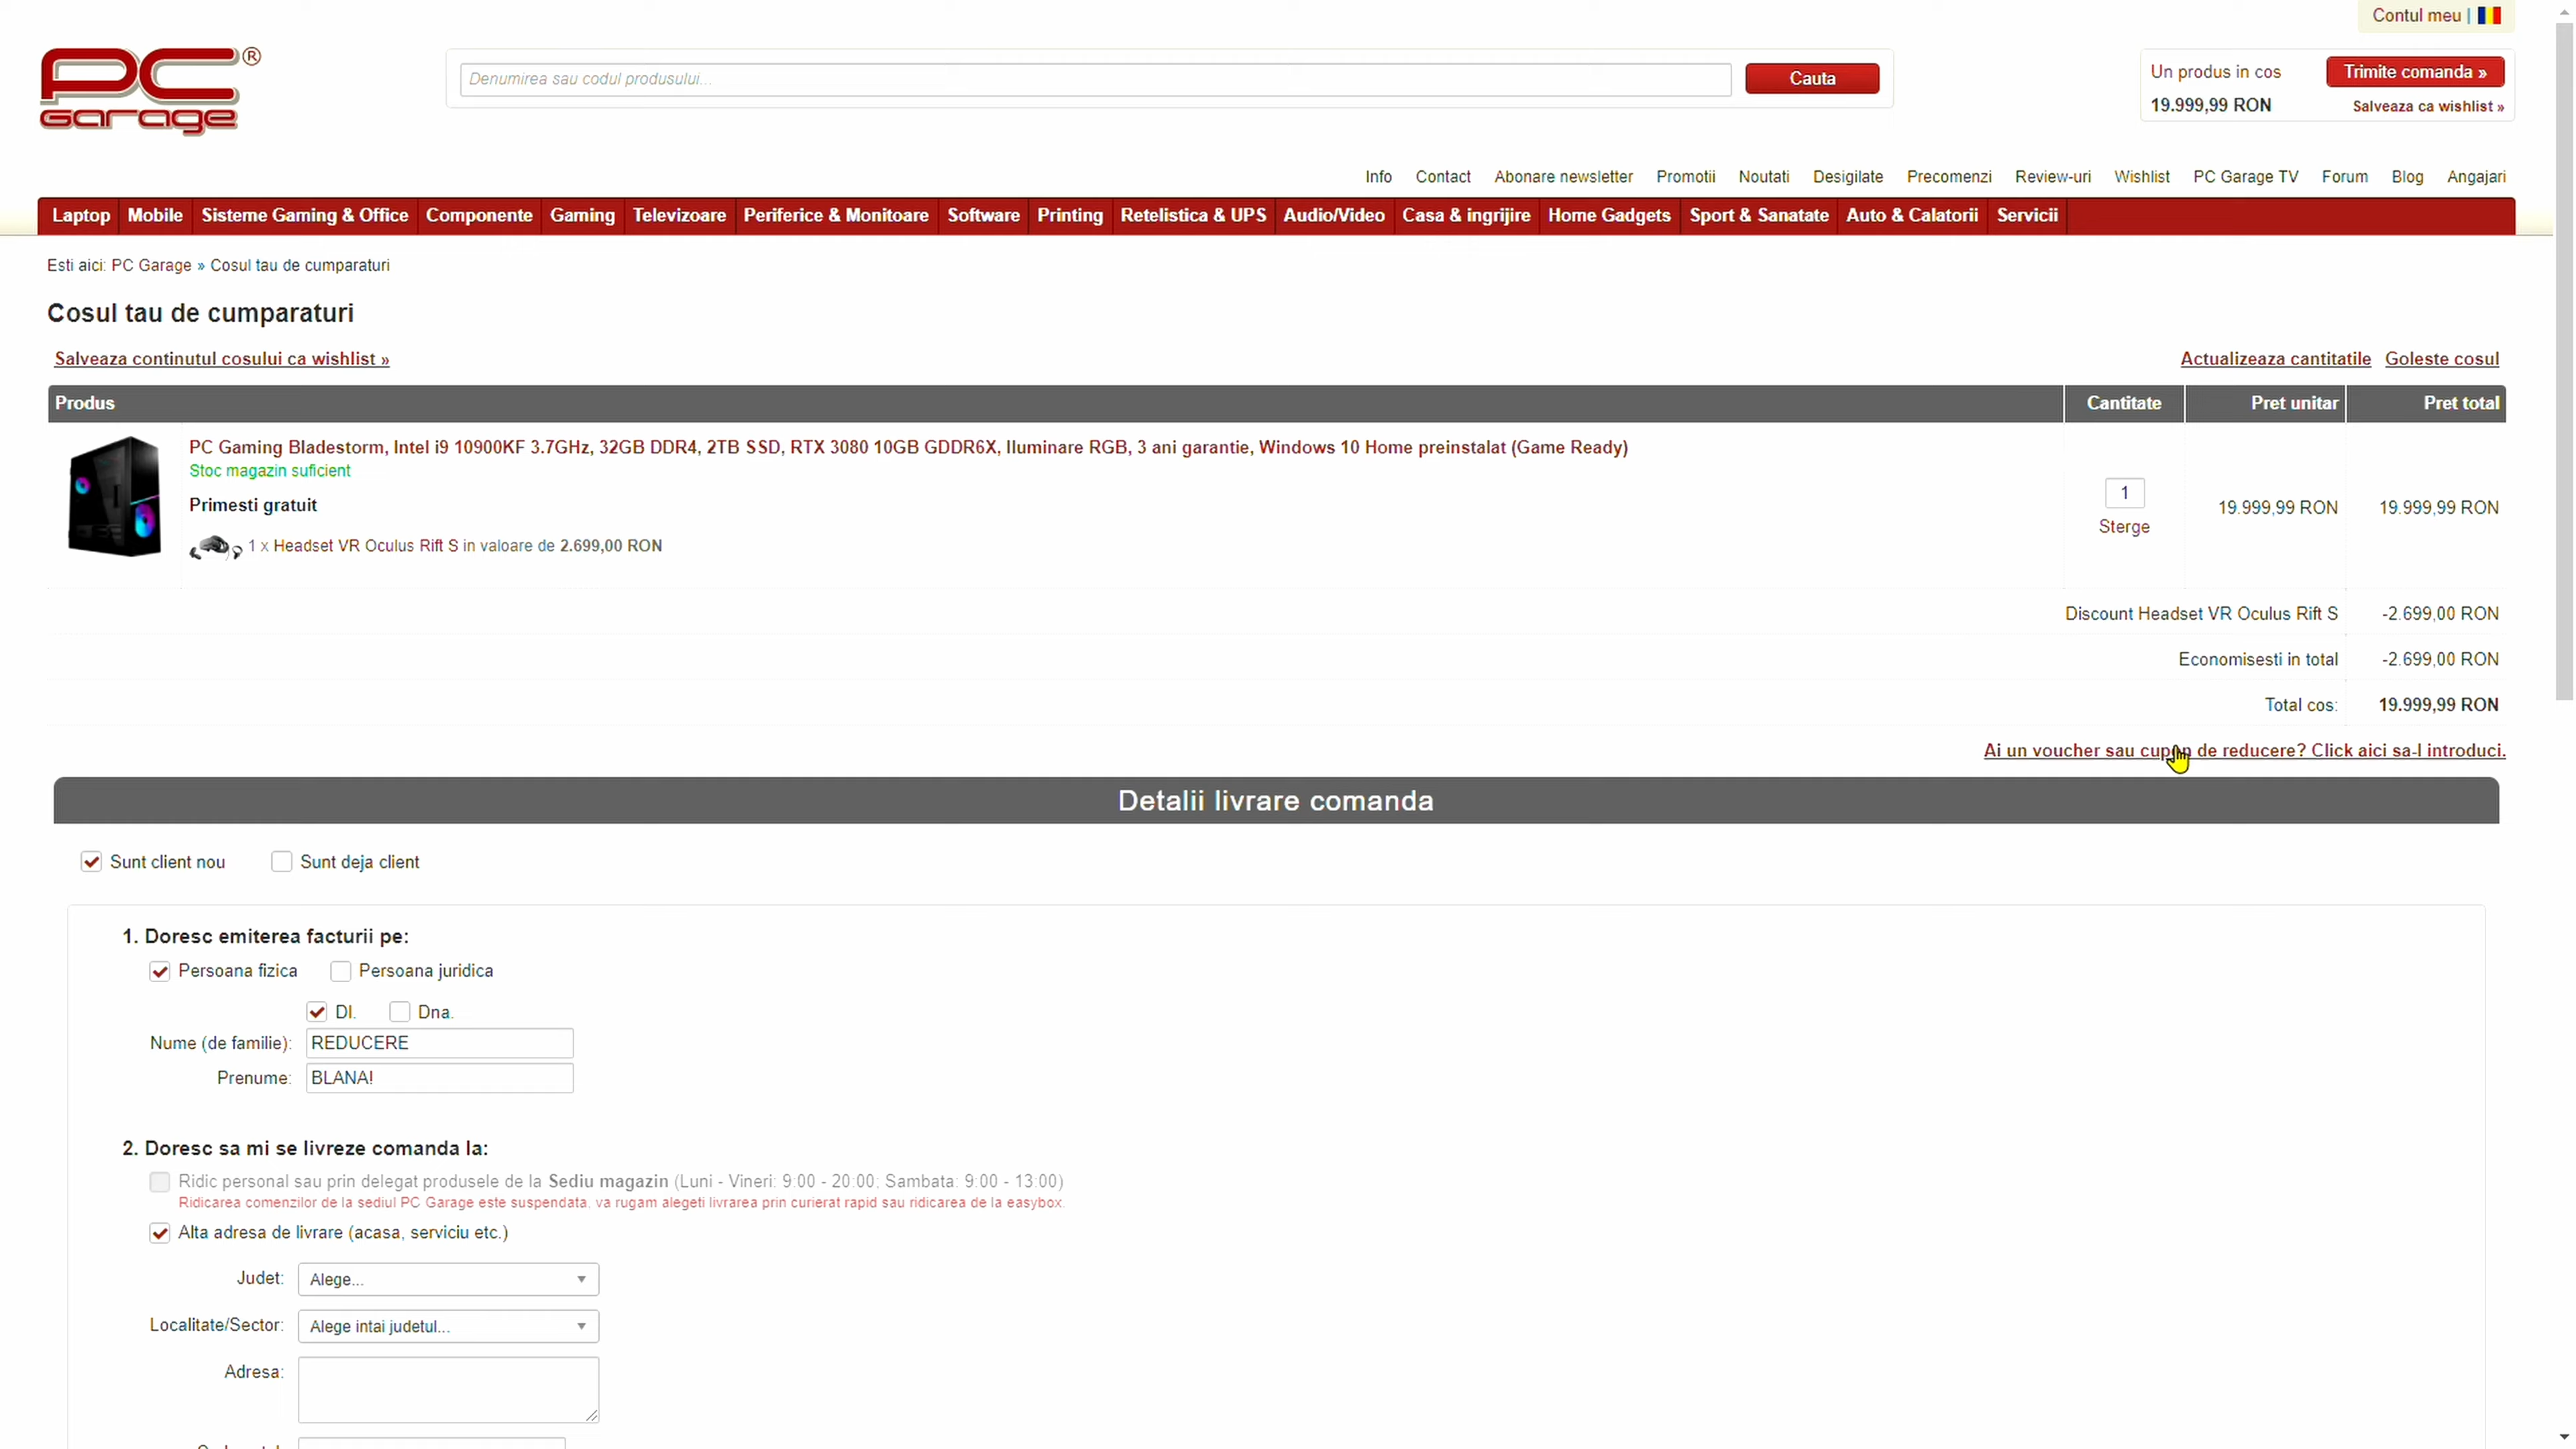 Contul meu |
PC Garage ®
Denumirea sau codul produsului...
Cauta
Un produs in cos
Trimite comanda »
19.999,99 RON
Salveaza ca wishlist »
Info Contact Abonare newsletter Promotii Noutati Desigilate Precomenzi Review-uri Wishlist PC Garage TV Forum Blog Angajari
Laptop Mobile Sisteme Gaming & Office Componente Gaming Televizoare Periferice & Monitoare Software Printing Retelistica & UPS Audio/Video Casa & ingrijire Home Gadgets Sport & Sanatate Auto & Calatorii Servicii
Esti aici: PC Garage » Cosul tau de cumparaturi
Cosul tau de cumparaturi
Salveaza continutul cosului ca wishlist »
Actualizeaza cantitatile Goleste cosul
Produs Cantitate Pret unitar Pret total
PC Gaming Bladestorm, Intel i9 10900KF 3.7GHz, 32GB DDR4, 2TB SSD, RTX 3080 10GB GDDR6X, Iluminare RGB, 3 ani garantie, Windows 10 Home preinstalat (Game Ready)
Stoc magazin suficient
Primesti gratuit
1 x Headset VR Oculus Rift S in valoare de 2.699,00 RON
1
Sterge
19.999,99 RON 19.999,99 RON
Discount Headset VR Oculus Rift S -2.699,00 RON
Economisesti in total -2.699,00 RON
Total cos: 19.999,99 RON
Ai un voucher sau cupon de reducere? Click aici sa-l introduci.
Detalii livrare comanda
Sunt client nou Sunt deja client
1. Doresc emiterea facturii pe:
Persoana fizica Persoana juridica
Dl. Dna.
Nume (de familie): REDUCERE
Prenume: BLANA!
2. Doresc sa mi se livreze comanda la:
Ridic personal sau prin delegat produsele de la Sediu magazin (Luni - Vineri: 9:00 - 20:00; Sambata: 9:00 - 13:00)
Ridicarea comenzilor de la sediul PC Garage este suspendata, va rugam alegeti livrarea prin curierat rapid sau ridicarea de la easybox.
Alta adresa de livrare (acasa, serviciu etc.)
Judet: Alege...
Localitate/Sector: Alege intai judetul...
Adresa: